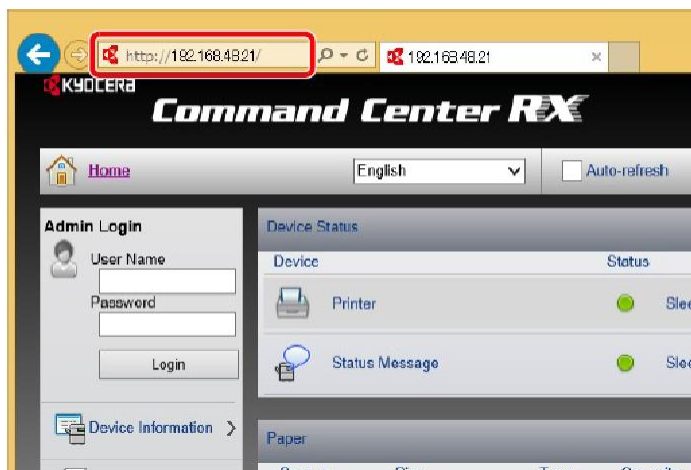 http://192.168.48.21/
192.168.48.21
KYOCERA
Command Center RX
Home
English
Auto-refresh
Admin Login
User Name
Password
Login
Device Information
Device Status
Device Status
Printer
Status Message
Paper